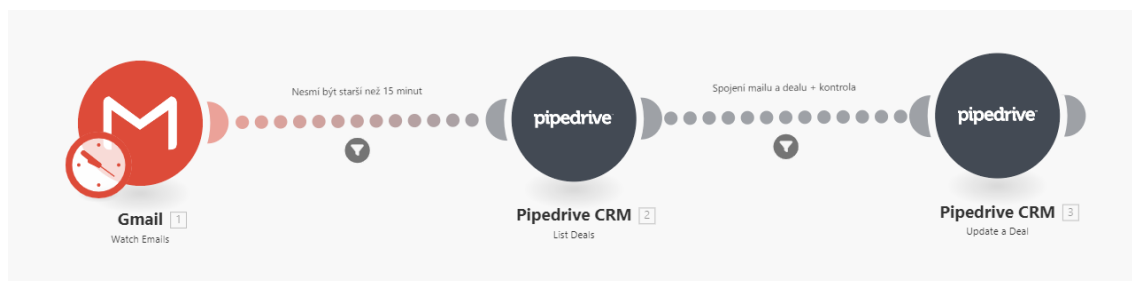 Nesmí být starší než 15 minut
Spojení mailu a dealu + kontrola
pipedrive
pipedrive
Gmail 1
Watch Emails
Pipedrive CRM 2
List Deals
Pipedrive CRM 3
Update a Deal